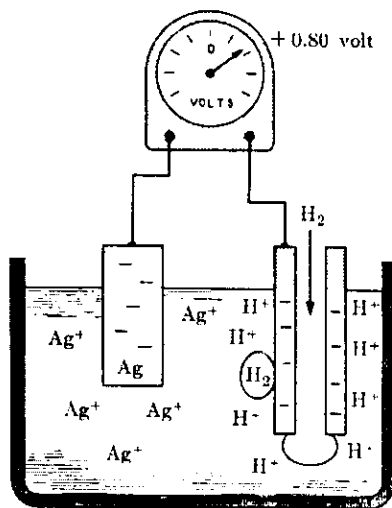 + 0.80 volt
0
VOLTS
H₂
H⁺
H⁺
Ag⁺
Ag⁺
H⁺
H⁺
Ag
H₂
H⁺
Ag⁺
Ag⁺
H⁺
H⁺
Ag⁺
H⁺